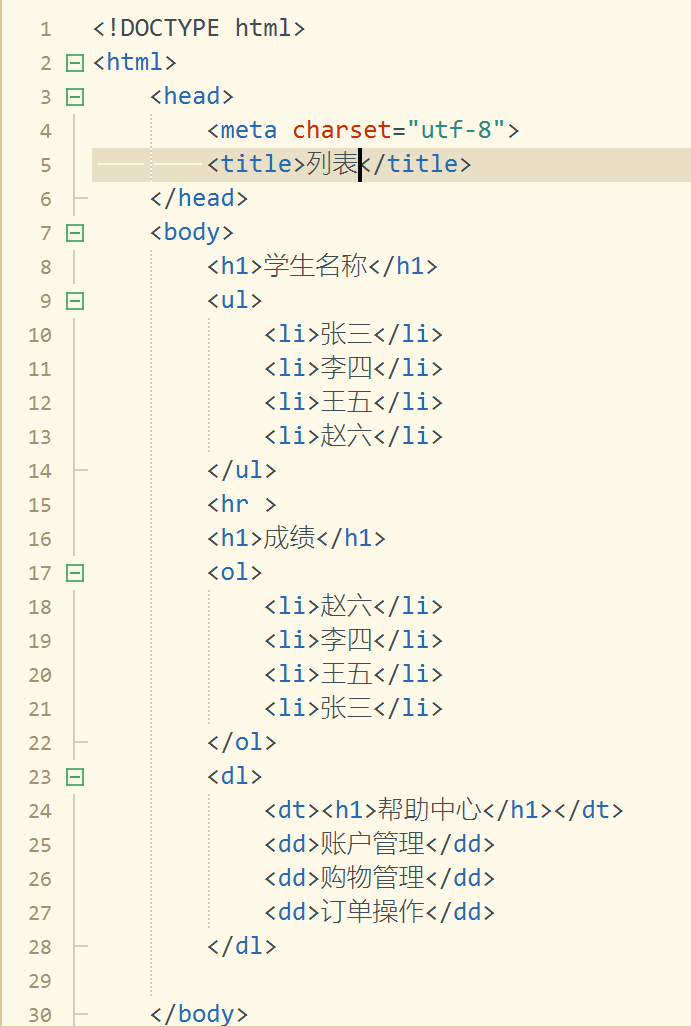 1 <!DOCTYPE html>
2 <html>
3 <head>
4 <meta charset="utf-8">
5 <title>列表</title>
6 </head>
7 <body>
8 <h1>学生名称</h1>
9 <ul>
10 <li>张三</li>
11 <li>李四</li>
12 <li>王五</li>
13 <li>赵六</li>
14 </ul>
15 <hr >
16 <h1>成绩</h1>
17 <ol>
18 <li>赵六</li>
19 <li>李四</li>
20 <li>王五</li>
21 <li>张三</li>
22 </ol>
23 <dl>
24 <dt><h1>帮助中心</h1></dt>
25 <dd>账户管理</dd>
26 <dd>购物管理</dd>
27 <dd>订单操作</dd>
28 </dl>
29
30 </body>